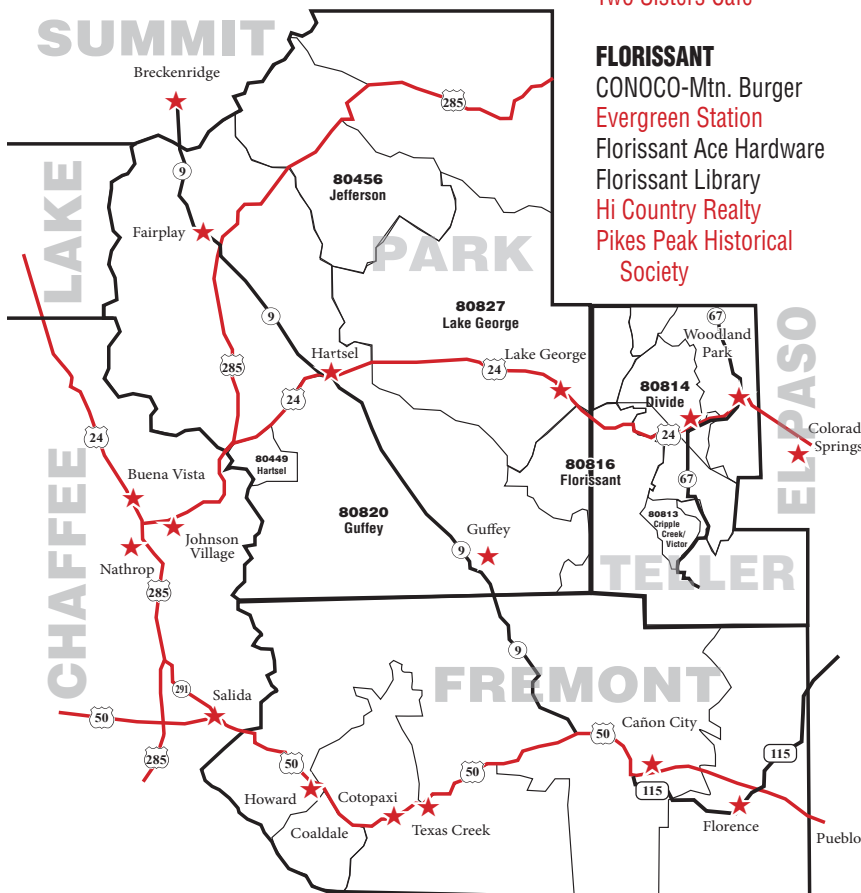 Two Sisters Cafe
FLORISSANT
CONOCO-Mtn. Burger
Evergreen Station
Florissant Ace Hardware
Florissant Library
Hi Country Realty
Pikes Peak Historical
Society
SUMMIT
Breckenridge
285
9
80456
Jefferson
LAKE
Fairplay
PARK
80827
Lake George
9
67
Woodland
Park
EL PASO
Hartsel
285
24
Lake George
24
80814
Divide
24
Colorad
Springs
24
80449
Hartsel
80816
Florissant
67
CHAFFEE
Buena Vista
80820
Guffey
80813
Cripple
Creek/
Victor
Johnson
Village
Guffey
9
Nathrop
TELLER
285
9
FREMONT
291
Salida
50
Cañon City
50
285
50
50
115
Howard
Cotopaxi
115
Coaldale
Texas Creek
Florence
Pueblo